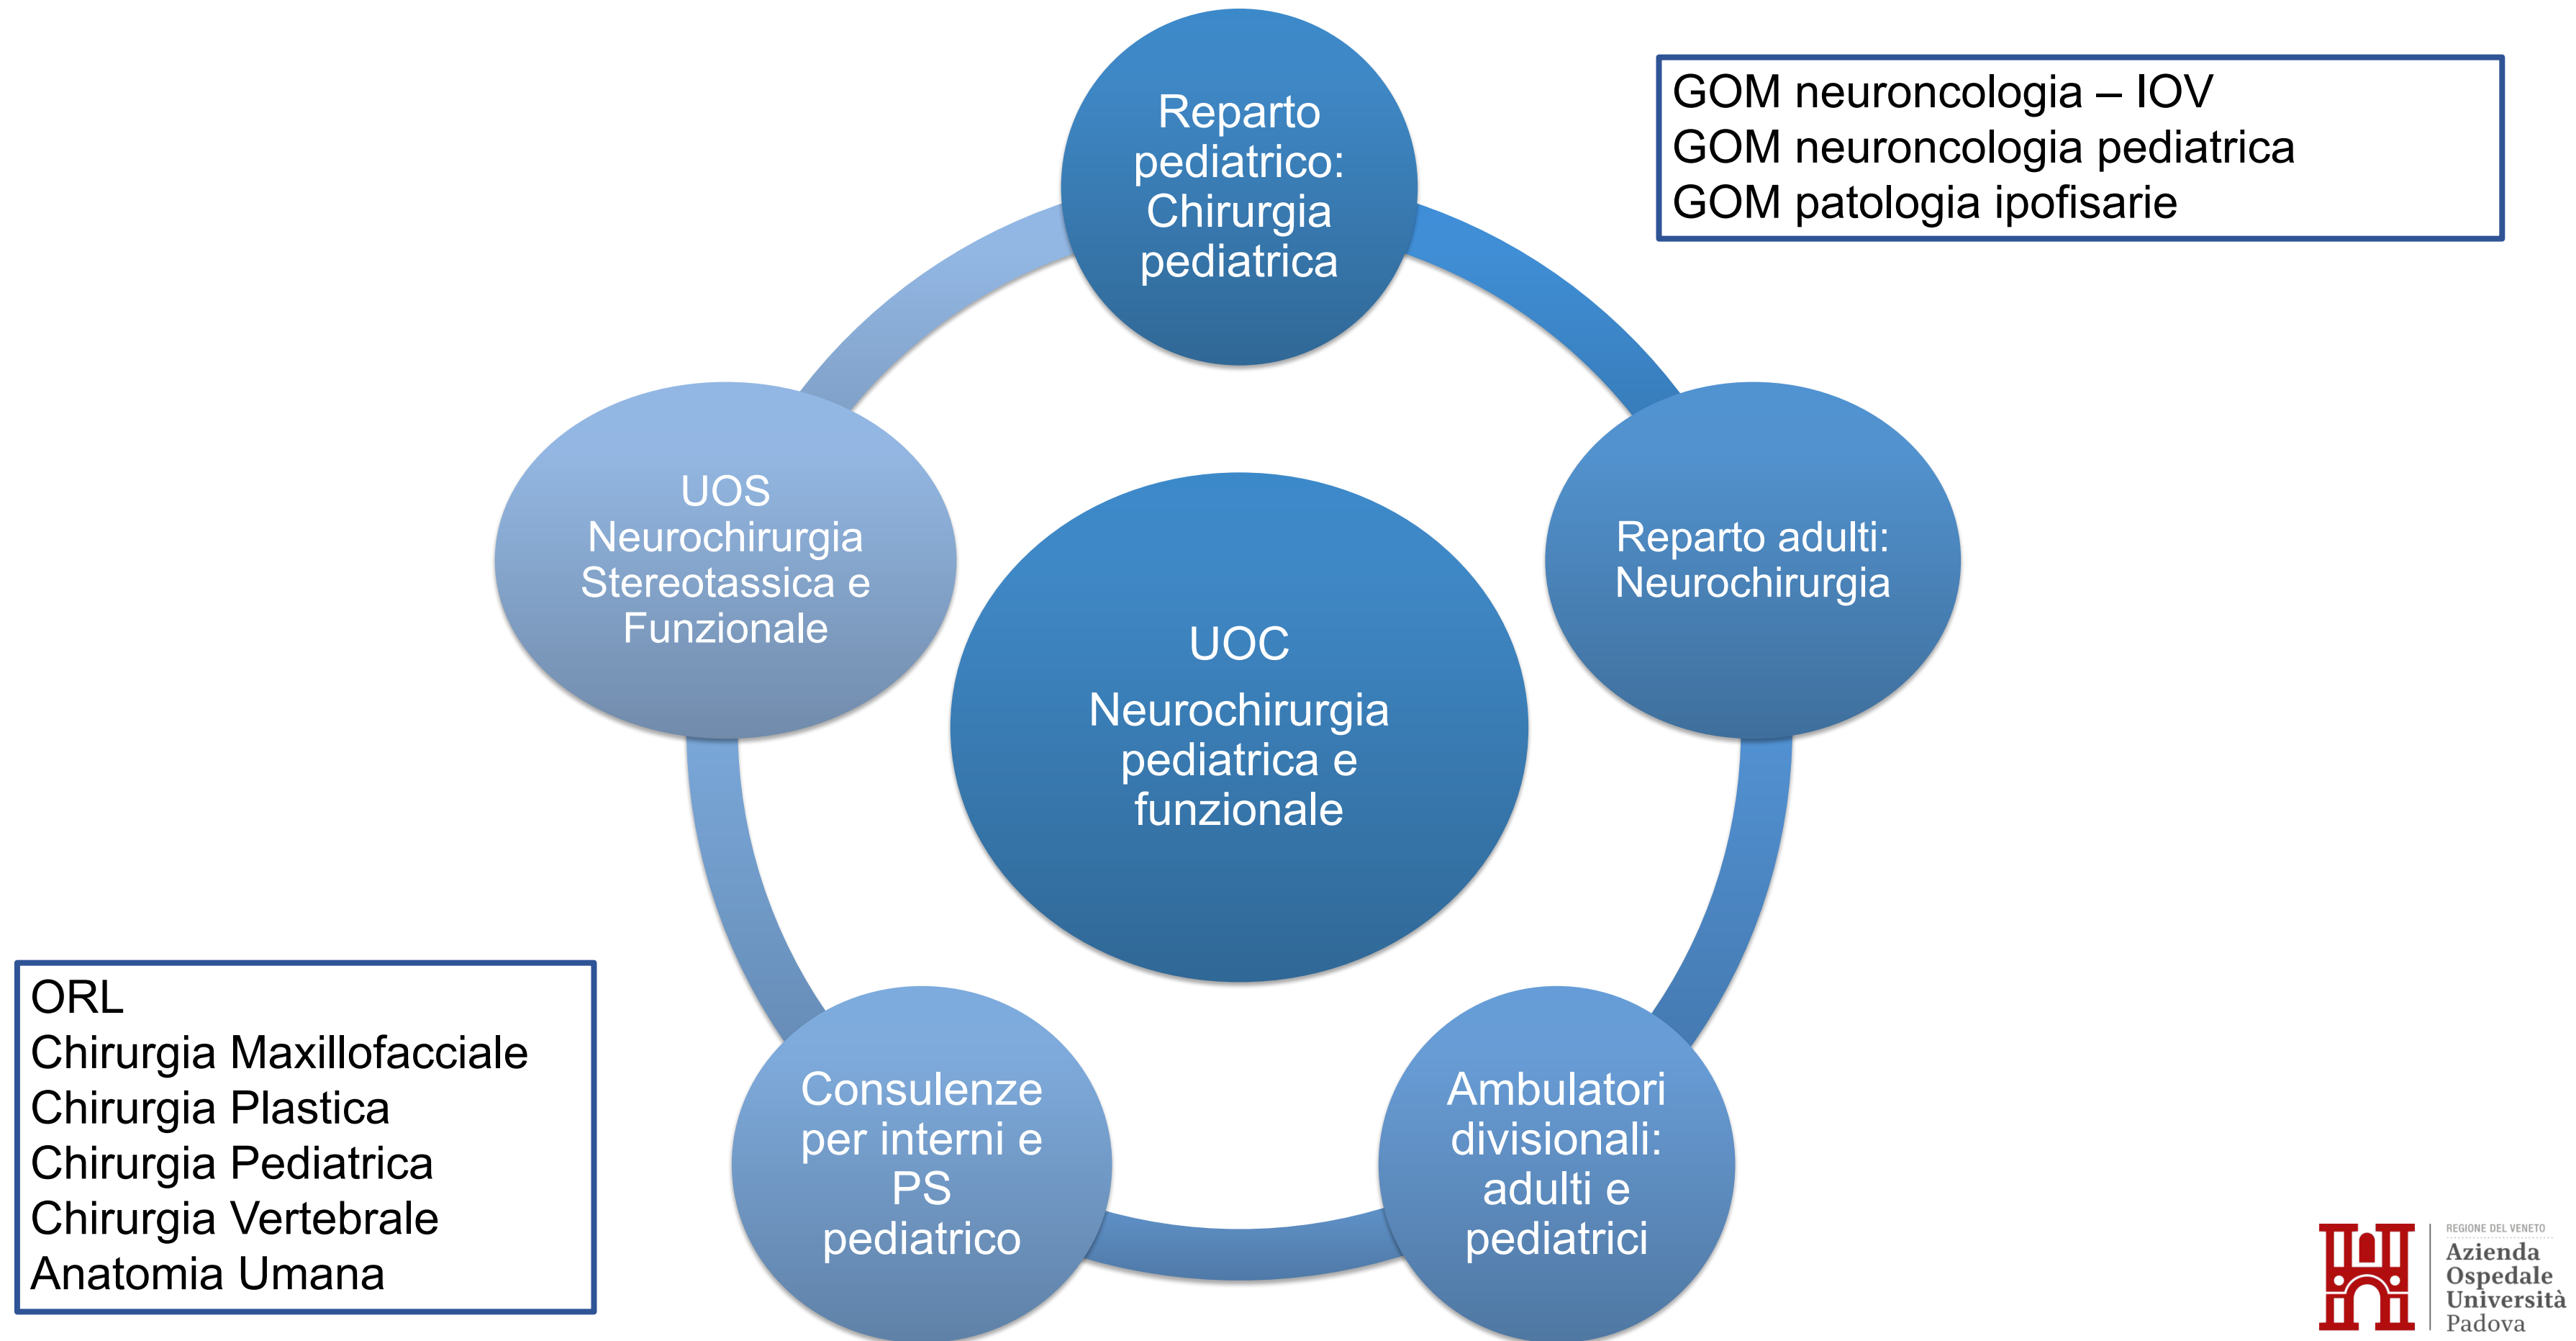 Reparto
pediatrico:
Chirurgia
pediatrica
GOM neuroncologia – IOV
GOM neuroncologia pediatrica
GOM patologia ipofisarie
UOS
Neurochirurgia
Stereotassica e
Funzionale
Reparto adulti:
Neurochirurgia
UOC
Neurochirurgia
pediatrica e
funzionale
ORL
Chirurgia Maxillofacciale
Chirurgia Plastica
Chirurgia Pediatrica
Chirurgia Vertebrale
Anatomia Umana
Consulenze
per interni e
PS
pediatrico
Ambulatori
divisionali:
adulti e
pediatrici
REGIONE DEL VENETO
Azienda
Ospedale
Università
Padova